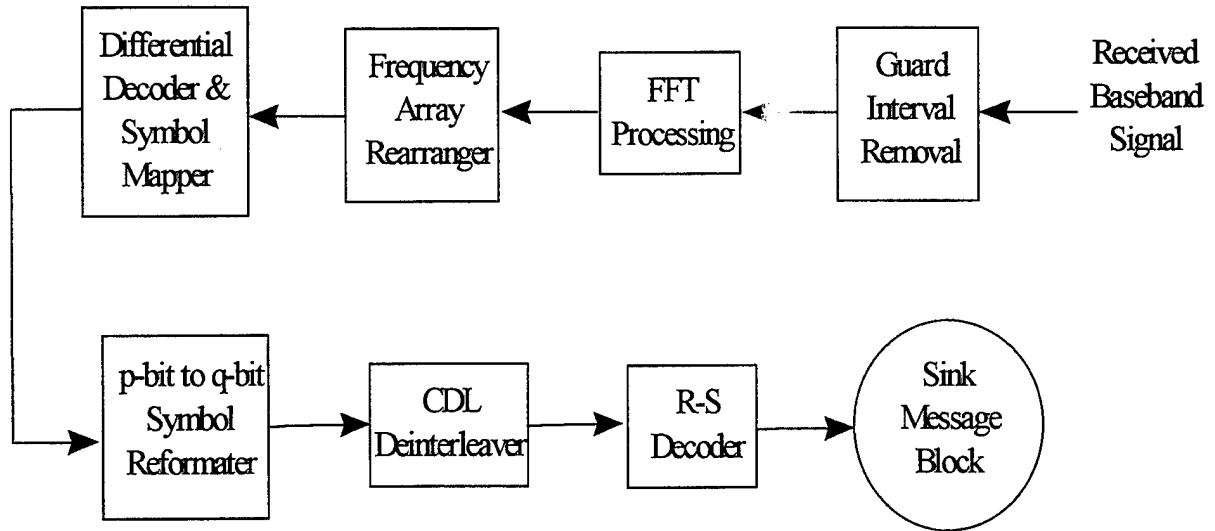 Differential
Decoder &
Symbol
Mapper
Frequency
Array
Rearranger
FFT
Processing
Guard
Interval
Removal
Received
Baseband
Signal
p-bit to q-bit
Symbol
Reformater
CDL
Deinterleaver
R-S
Decoder
Sink
Message
Block